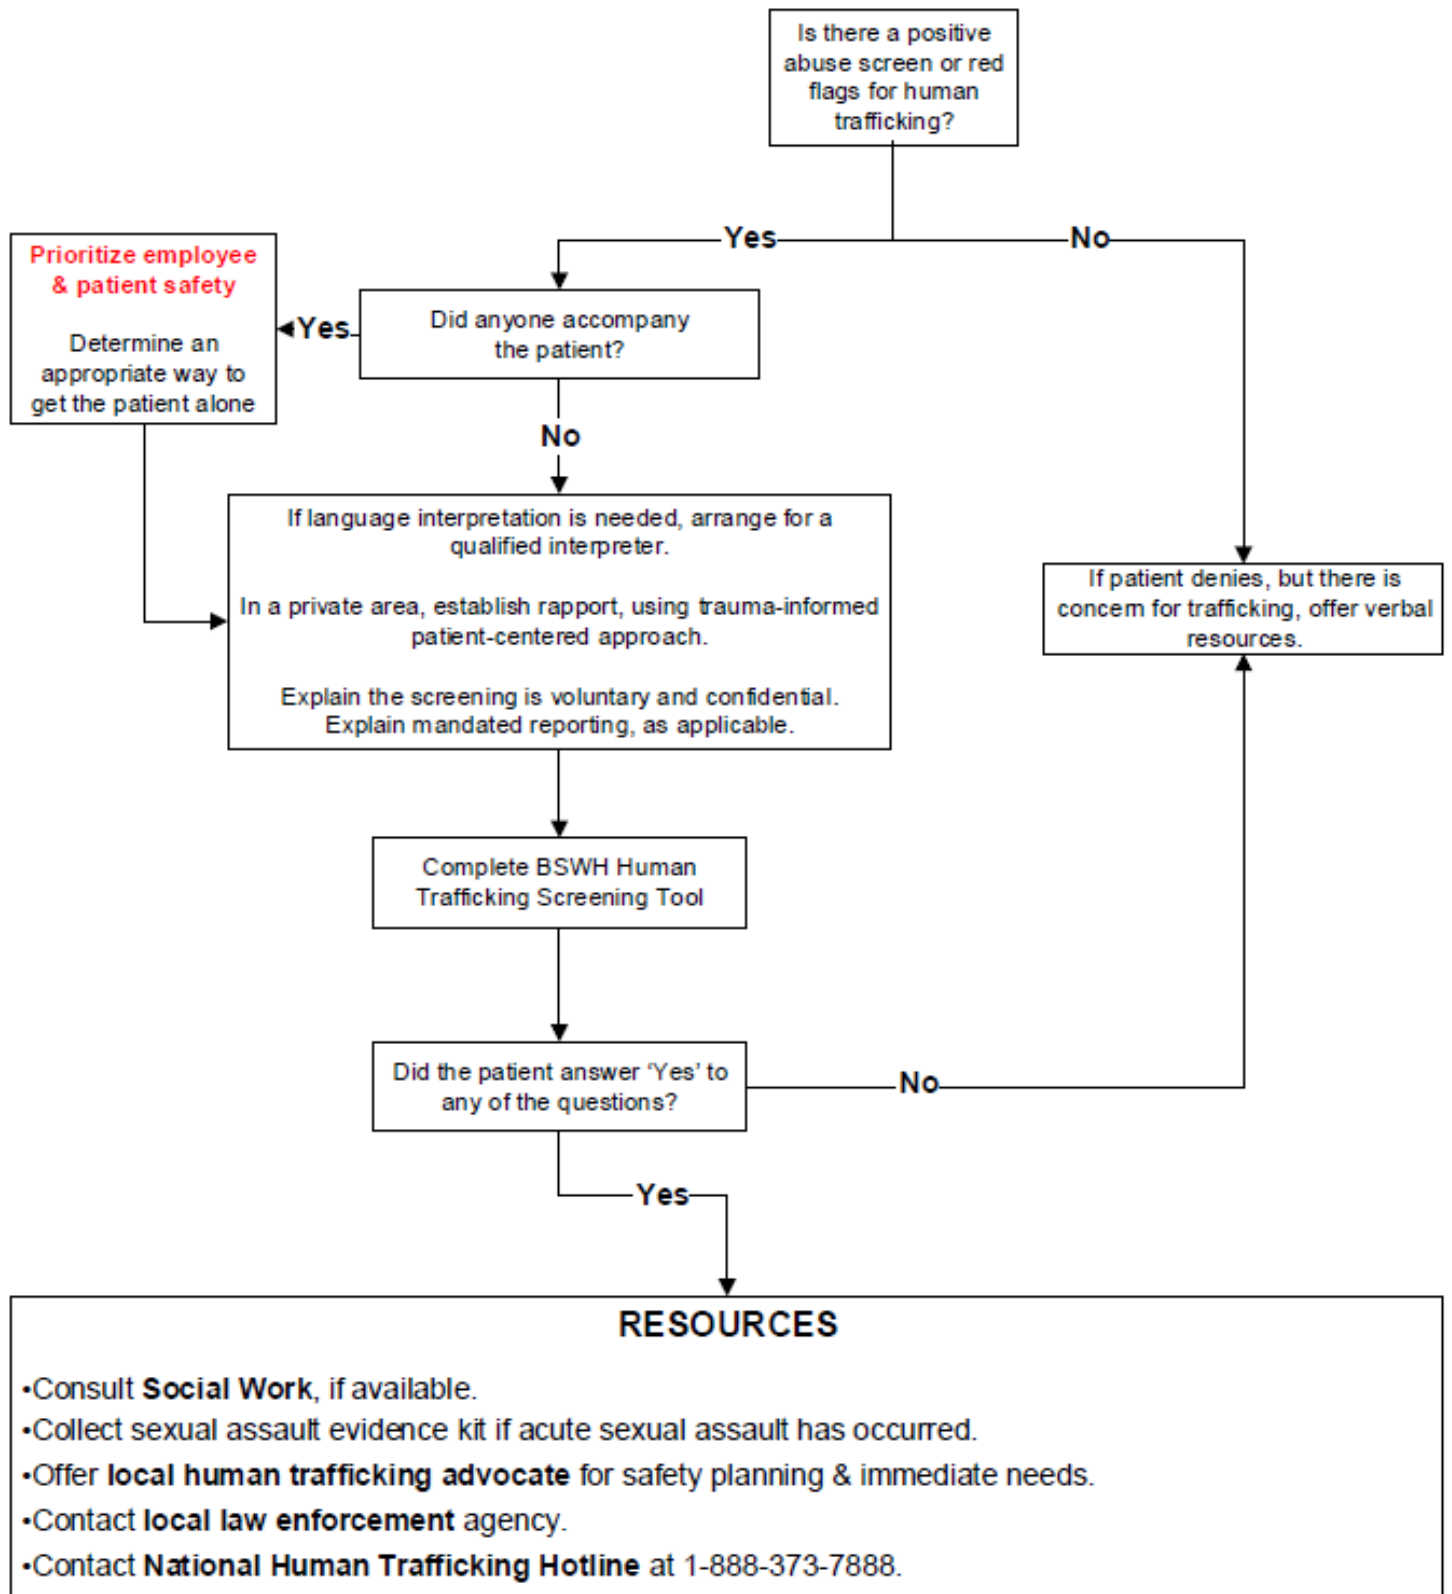 Is there a positive
abuse screen or red
flags for human
trafficking?
Yes
No
Prioritize employee
& patient safety
Determine an
appropriate way to
get the patient alone
Yes
Did anyone accompany
the patient?
No
If language interpretation is needed, arrange for a
qualified interpreter.
In a private area, establish rapport, using trauma-informed
patient-centered approach.
Explain the screening is voluntary and confidential.
Explain mandated reporting, as applicable.
If patient denies, but there is
concern for trafficking, offer verbal
resources.
Complete BSWH Human
Trafficking Screening Tool
Did the patient answer ‘Yes’ to
any of the questions?
No
Yes
RESOURCES
•Consult Social Work, if available.
•Collect sexual assault evidence kit if acute sexual assault has occurred.
•Offer local human trafficking advocate for safety planning & immediate needs.
•Contact local law enforcement agency.
•Contact National Human Trafficking Hotline at 1-888-373-7888.